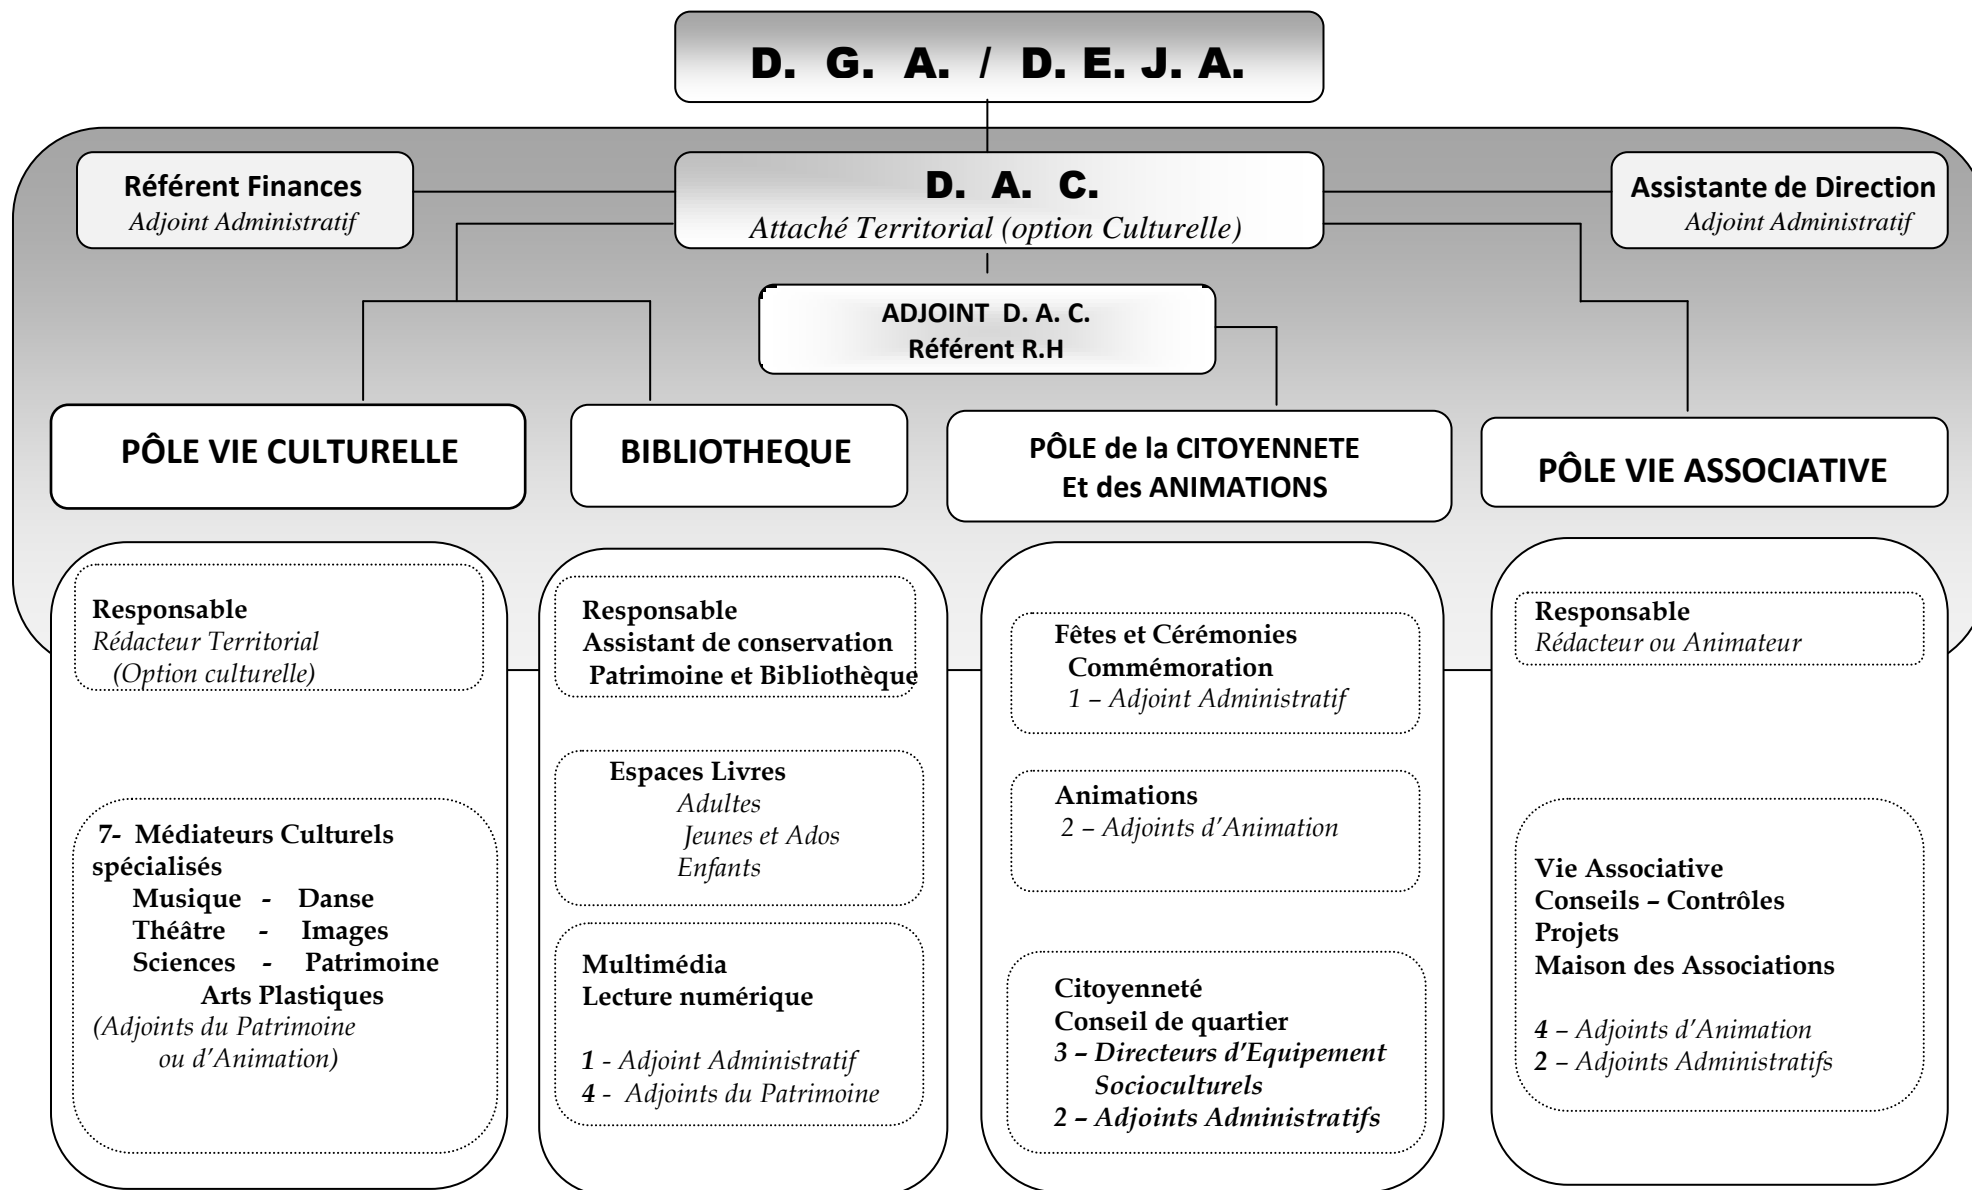 D. G. A. / D. E. J. A.
Référent Finances
Adjoint Administratif
D. A. C.
Attaché Territorial (option Culturelle)
Assistante de Direction
Adjoint Administratif
ADJOINT D. A. C.
Référent R.H
PÔLE VIE CULTURELLE
BIBLIOTHEQUE
PÔLE de la CITOYENNETE
Et des ANIMATIONS
PÔLE VIE ASSOCIATIVE
Responsable
Rédacteur Territorial
(Option culturelle)
7- Médiateurs Culturels
spécialisés
Musique - Danse
Théâtre - Images
Sciences - Patrimoine
Arts Plastiques
(Adjoints du Patrimoine
ou d'Animation)
Responsable
Assistant de conservation
Patrimoine et Bibliothèque
Espaces Livres
Adultes
Jeunes et Ados
Enfants
Multimédia
Lecture numérique
1 - Adjoint Administratif
4 - Adjoints du Patrimoine
Fêtes et Cérémonies
Commémoration
1 – Adjoint Administratif
Animations
2 – Adjoints d'Animation
Citoyenneté
Conseil de quartier
3 – Directeurs d'Equipement
Socioculturels
2 – Adjoints Administratifs
Responsable
Rédacteur ou Animateur
Vie Associative
Conseils – Contrôles
Projets
Maison des Associations
4 – Adjoints d'Animation
2 – Adjoints Administratifs